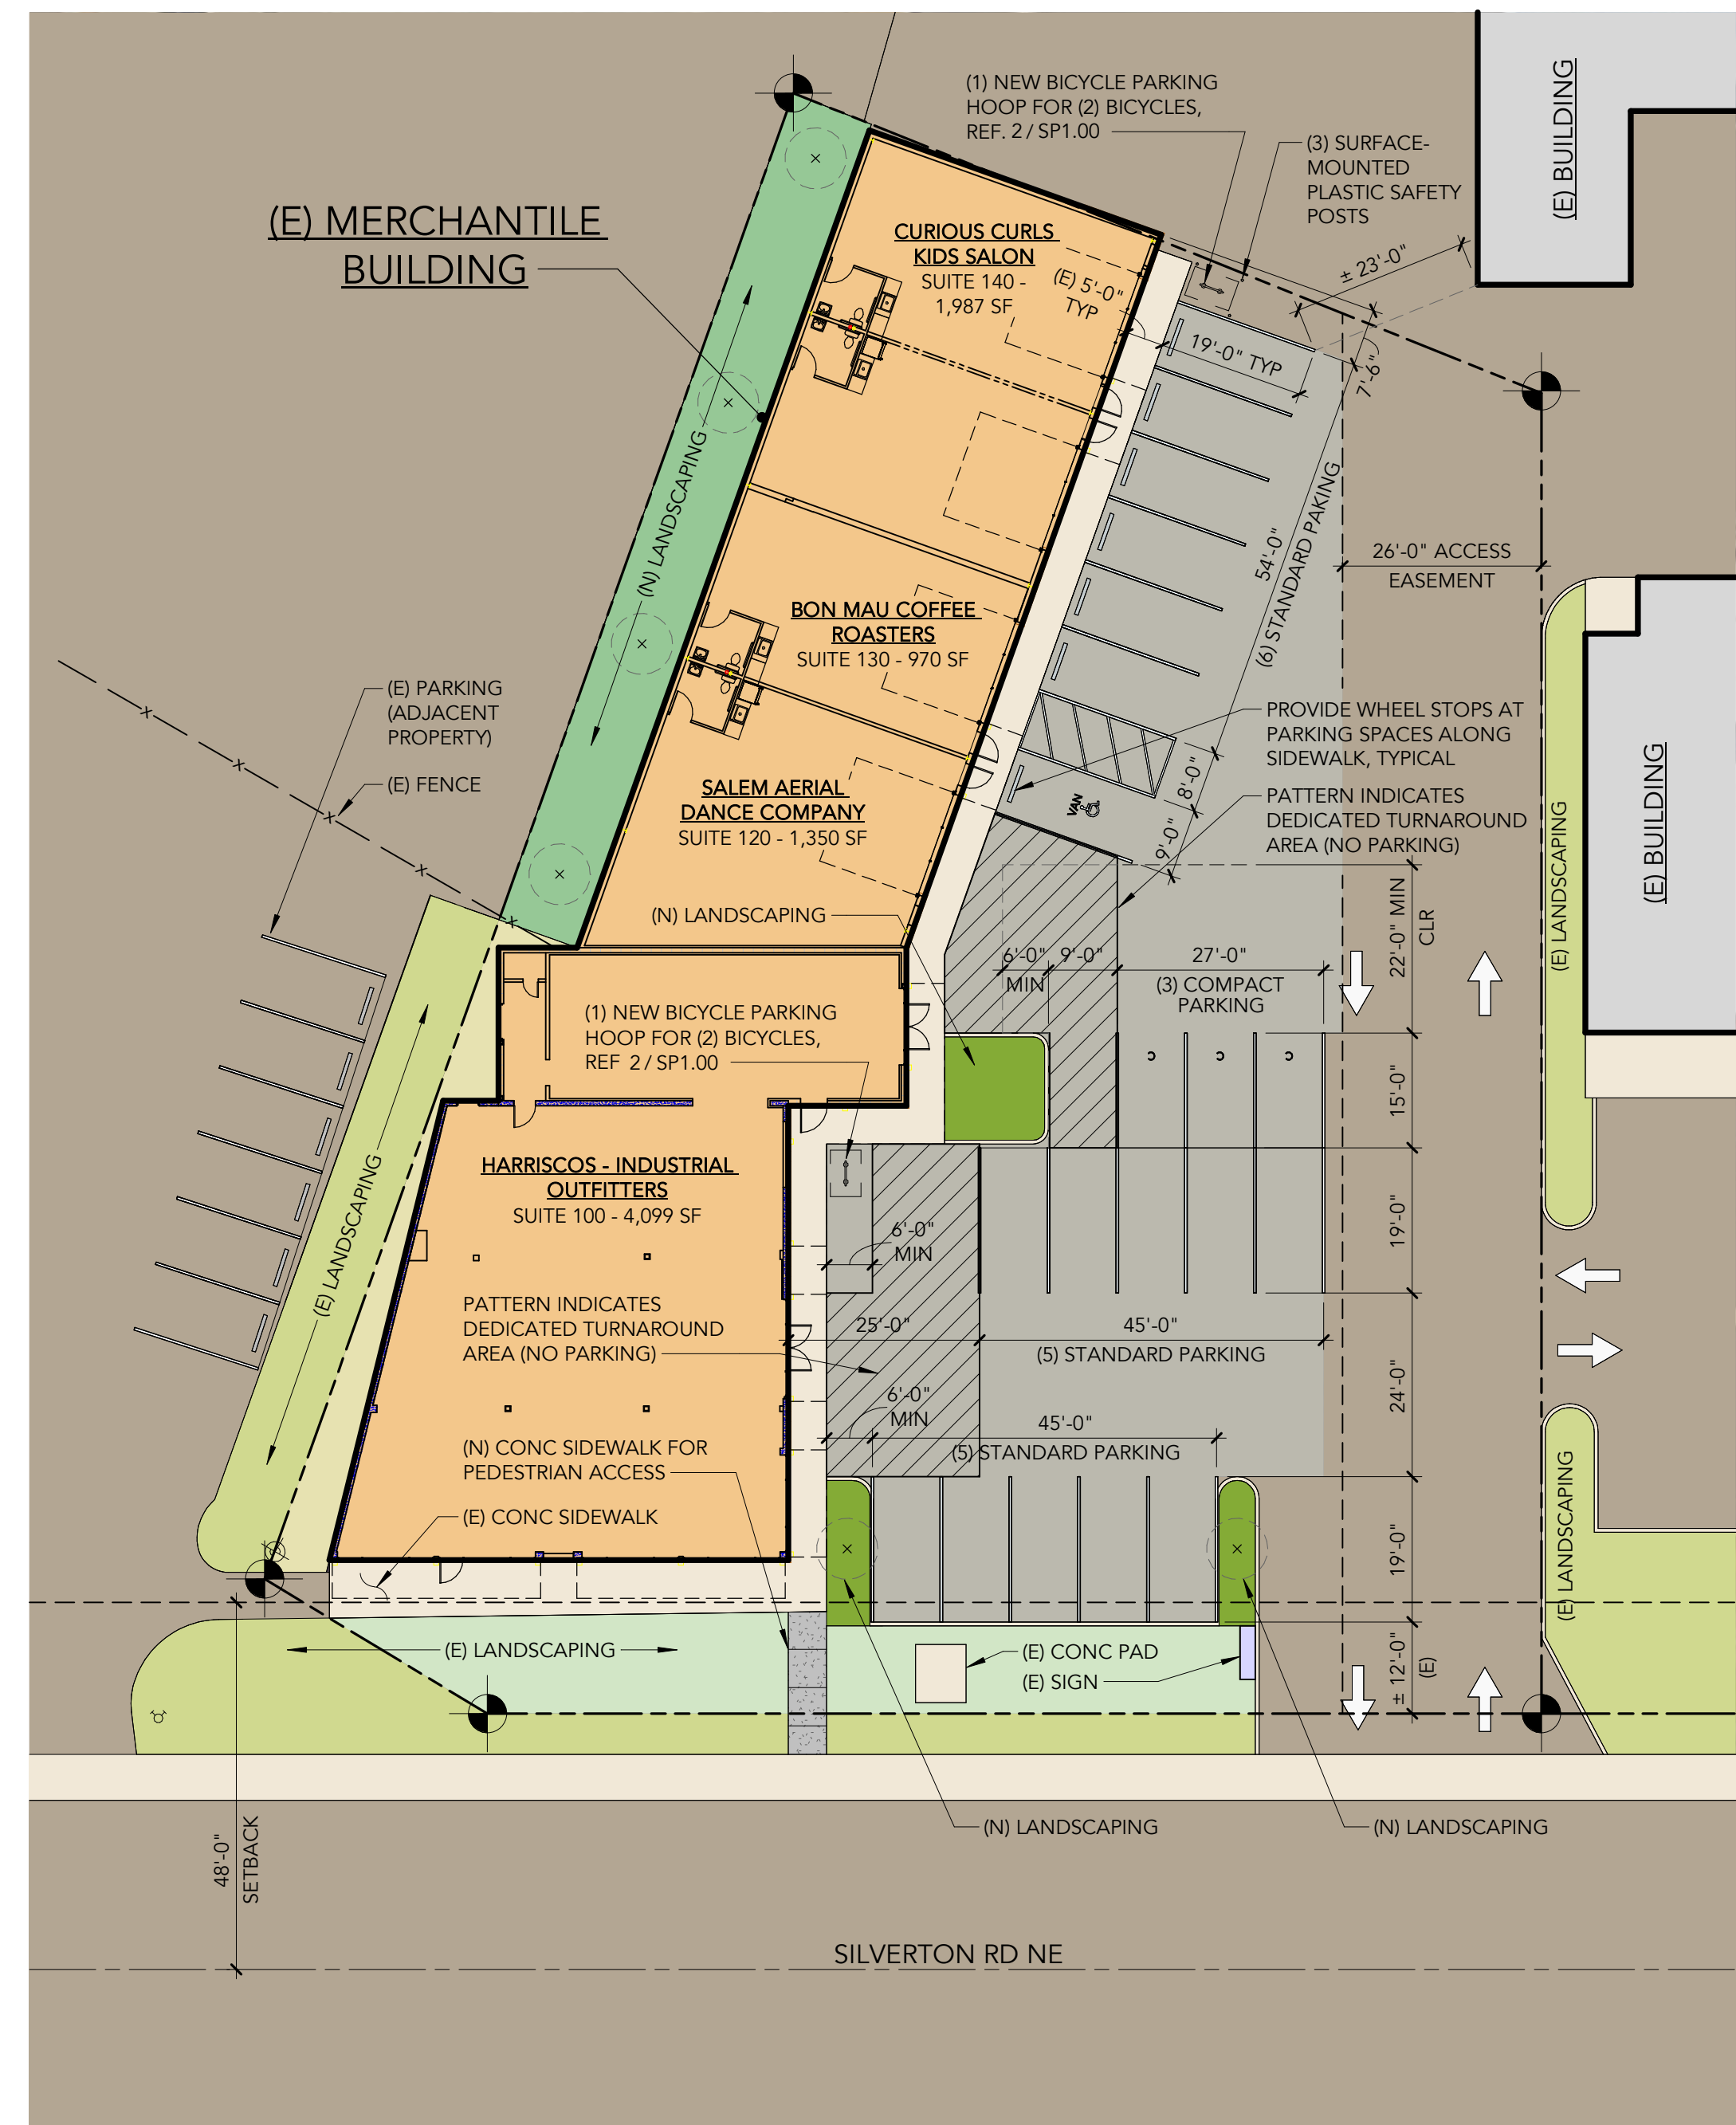 (1) NEW BICYCLE PARKING
HOOP FOR (2) BICYCLES,
REF. 2 / SP1.00
(3) SURFACE-
MOUNTED
PLASTIC SAFETY
POSTS
(E) BUILDING
(E) MERCHANTILE
BUILDING
CURIOUS CURLS
KIDS SALON
SUITE 140 -
1,987 SF
(E) 5'-0"
TYP
± 23'-0"
19'-0" TYP
7'-6"
(N) LANDSCAPING
54'-0"
(6) STANDARD PAKING
26'-0" ACCESS
EASEMENT
BON MAU COFFEE
ROASTERS
SUITE 130 - 970 SF
(E) PARKING
(ADJACENT
PROPERTY)
(E) FENCE
PROVIDE WHEEL STOPS AT
PARKING SPACES ALONG
SIDEWALK, TYPICAL
PATTERN INDICATES
DEDICATED TURNAROUND
AREA (NO PARKING)
8'-0"
9'-0"
VAN
SALEM AERIAL
DANCE COMPANY
SUITE 120 - 1,350 SF
(E) BUILDING
(E) LANDSCAPING
(N) LANDSCAPING
22'-0" MIN
CLR
6'-0"
MIN
9'-0"
27'-0"
(3) COMPACT
PARKING
C
C
C
(1) NEW BICYCLE PARKING
HOOP FOR (2) BICYCLES,
REF 2 / SP1.00
15'-0"
(E) LANDSCAPING
HARRISCOS - INDUSTRIAL
OUTFITTERS
SUITE 100 - 4,099 SF
6'-0"
MIN
19'-0"
PATTERN INDICATES
DEDICATED TURNAROUND
AREA (NO PARKING)
25'-0"
45'-0"
(5) STANDARD PARKING
24'-0"
6'-0"
MIN
45'-0"
(5) STANDARD PARKING
(N) CONC SIDEWALK FOR
PEDESTRIAN ACCESS
(E) CONC SIDEWALK
19'-0"
(E) LANDSCAPING
(E) LANDSCAPING
(E) CONC PAD
(E) SIGN
± 12'-0"
(E)
(N) LANDSCAPING
(N) LANDSCAPING
48'-0"
SETBACK
SILVERTON RD NE